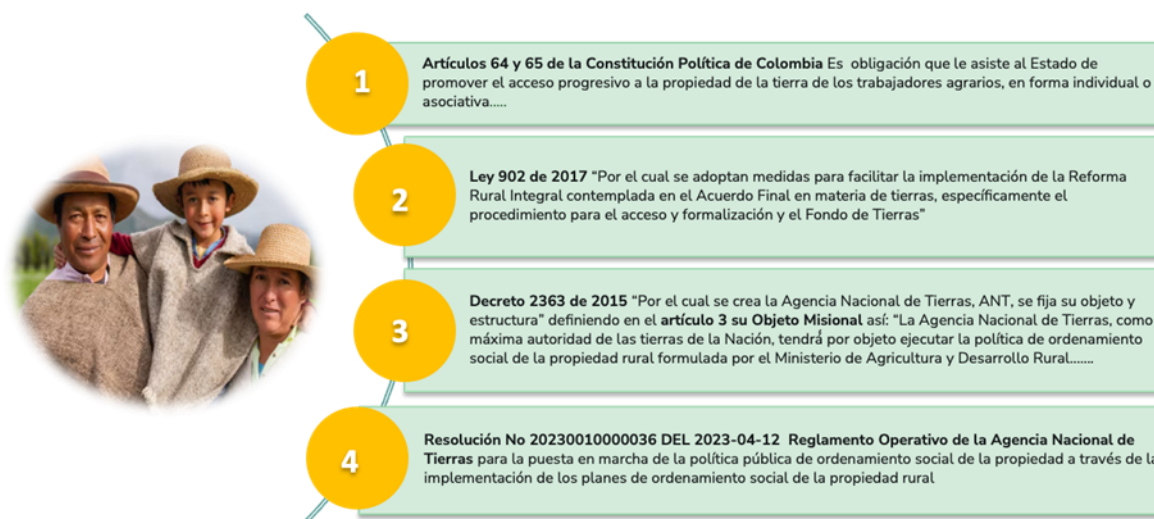 1
Artículos 64 y 65 de la Constitución Política de Colombia Es obligación que le asiste al Estado de
promover el acceso progresivo a la propiedad de la tierra de los trabajadores agrarios, en forma individual o
asociativa.....
2
Ley 902 de 2017 “Por el cual se adoptan medidas para facilitar la implementación de la Reforma
Rural Integral contemplada en el Acuerdo Final en materia de tierras, específicamente el
procedimiento para el acceso y formalización y el Fondo de Tierras”
3
Decreto 2363 de 2015 “Por el cual se crea la Agencia Nacional de Tierras, ANT, se fija su objeto y
estructura” definiendo en el artículo 3 su Objeto Misional así: “La Agencia Nacional de Tierras, como
máxima autoridad de las tierras de la Nación, tendrá por objeto ejecutar la política de ordenamiento
social de la propiedad rural formulada por el Ministerio de Agricultura y Desarrollo Rural.......
4
Resolución No 20230010000036 DEL 2023-04-12 Reglamento Operativo de la Agencia Nacional de
Tierras para la puesta en marcha de la política pública de ordenamiento social de la propiedad a través de la
implementación de los planes de ordenamiento social de la propiedad rural